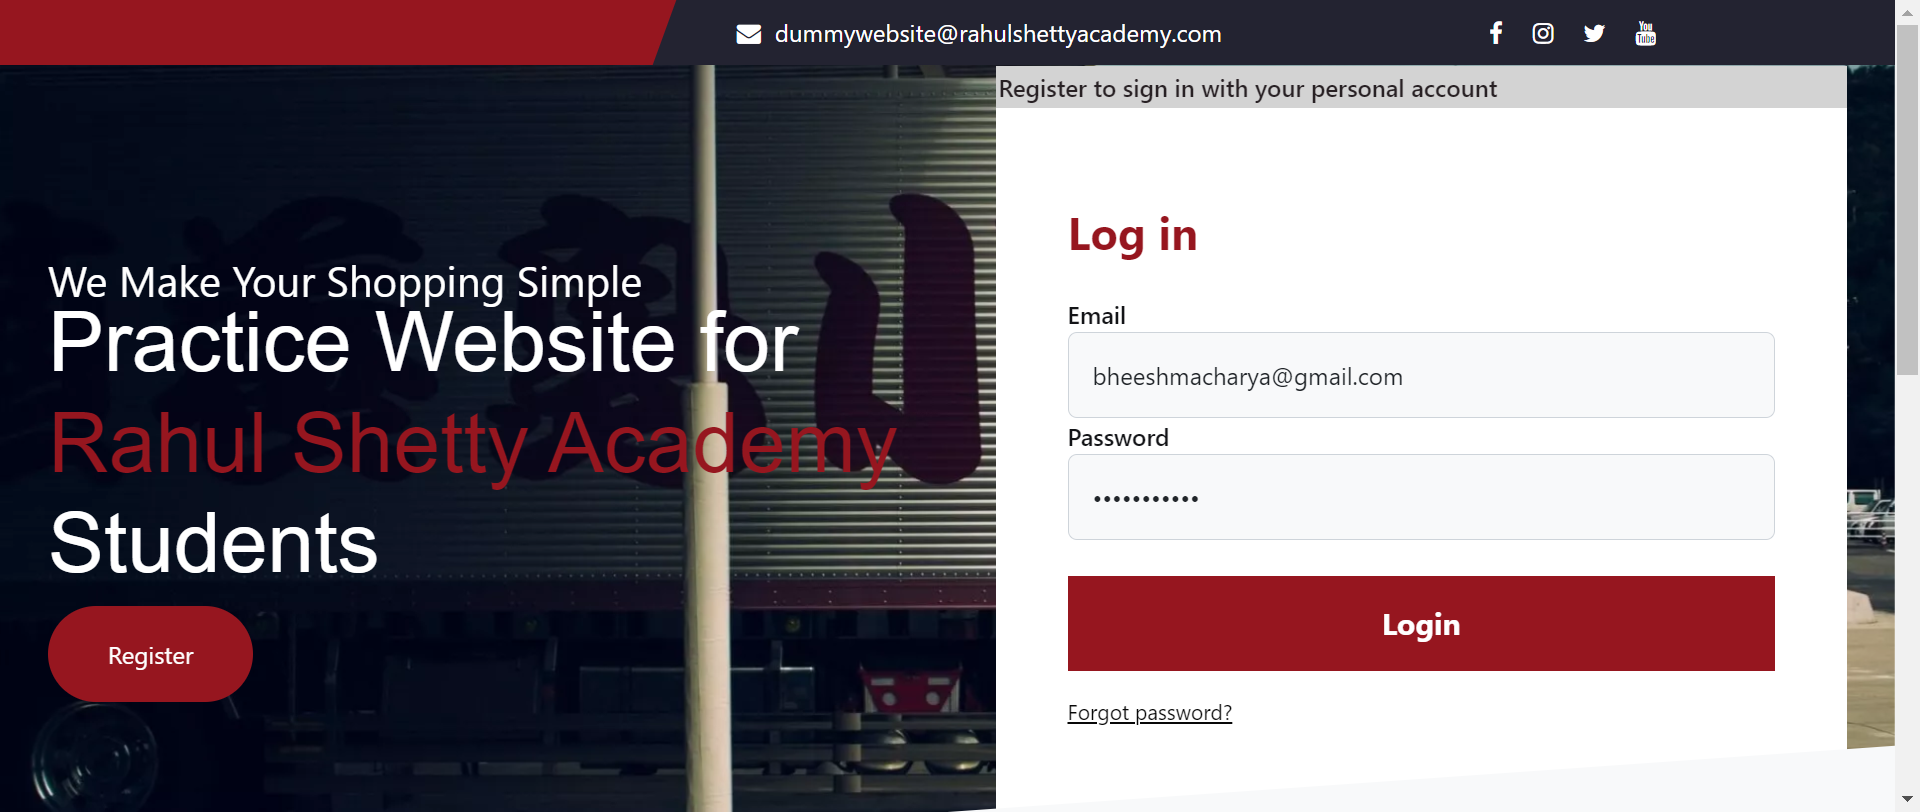 dummywebsite@rahulshettyacademy.com
You
Tube
Register to sign in with your personal account
We Make Your Shopping Simple
Practice Website for
Rahul Shetty Academy
Students
Register
Log in
Email
bheeshmacharya@gmail.com
Password
•••••••••••
Login
Forgot password?